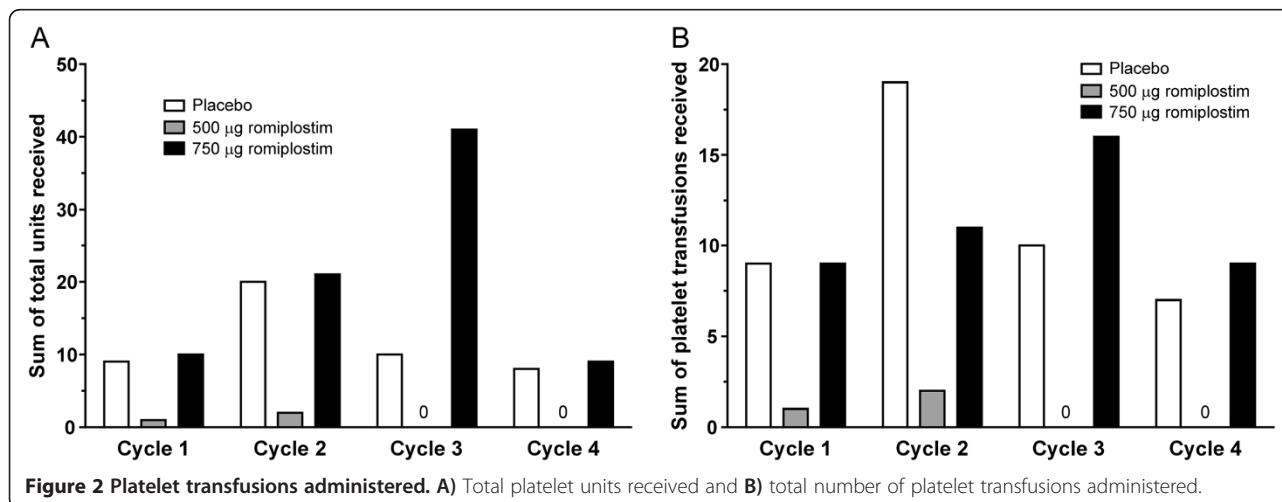 A
Sum of total units received
50
40
30
20
10
0
Placebo
500 μg romiplostim
750 μg romiplostim
0
0
Cycle 1 Cycle 2 Cycle 3 Cycle 4
B
Sum of platelet transfusions received
20
15
10
5
0
Placebo
500 μg romiplostim
750 μg romiplostim
0
0
Cycle 1 Cycle 2 Cycle 3 Cycle 4
Figure 2 Platelet transfusions administered. A) Total platelet units received and B) total number of platelet transfusions administered.